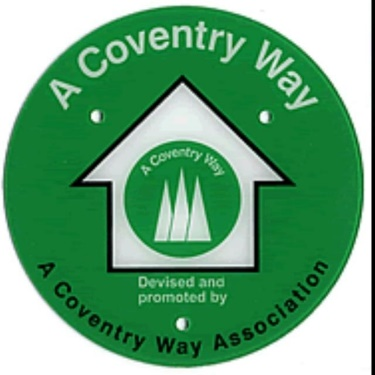 A Coventry Way
A Coventry Way
Devised and
promoted by
A Coventry Way Association